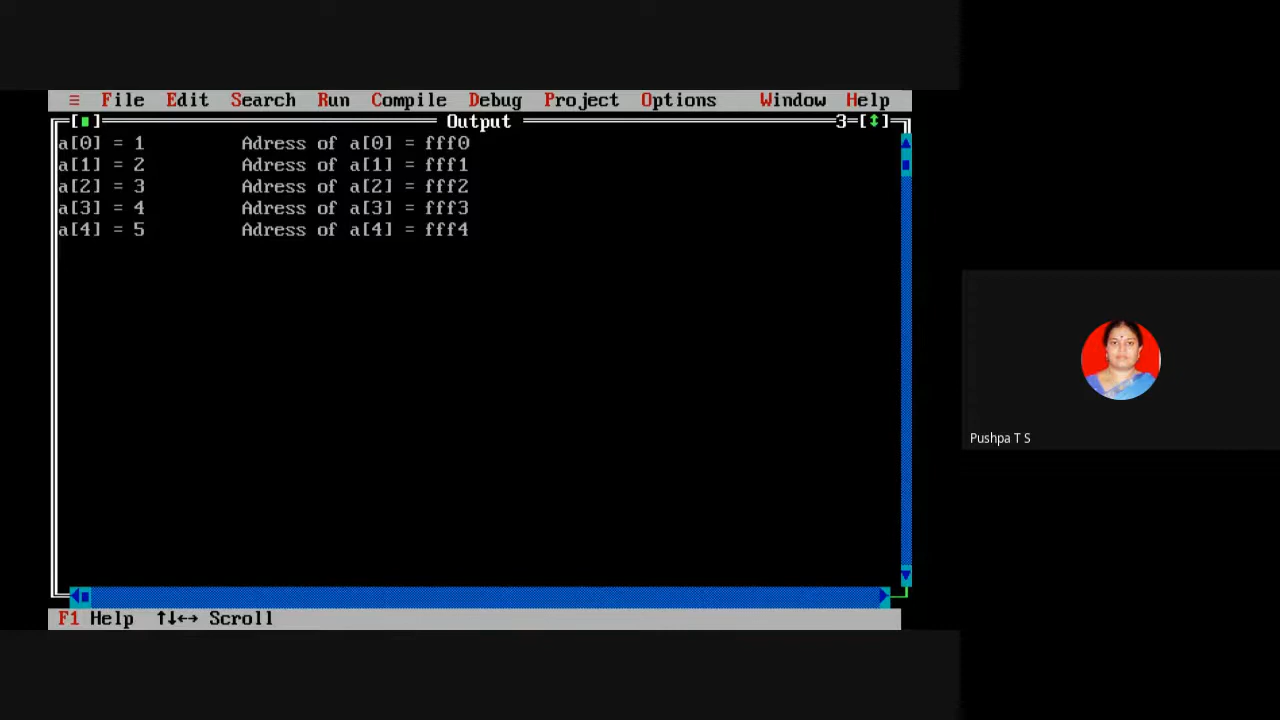 ≡ File Edit Search Run Compile Debug Project Options Window Help
[■] Output 3=[↕]
a[0] = 1 Adress of a[0] = fff0
a[1] = 2 Adress of a[1] = fff1
a[2] = 3 Adress of a[2] = fff2
a[3] = 4 Adress of a[3] = fff3
a[4] = 5 Adress of a[4] = fff4
F1 Help ↑↓←→ Scroll
Pushpa T S